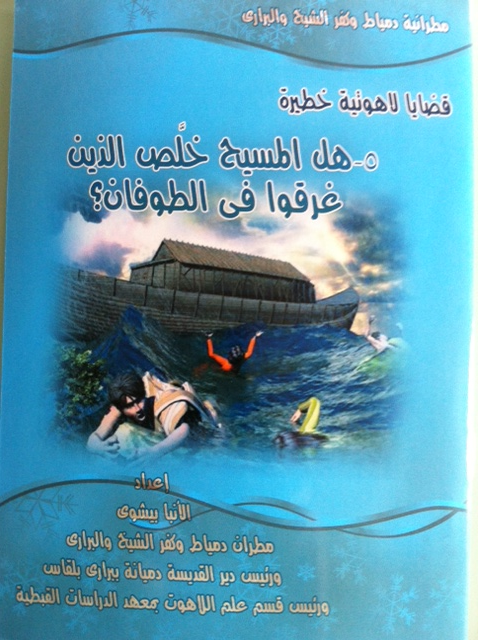 مطرانية دمياط وكفر الشيخ والبرارى
قضايا لاهوتية خطيرة
٥- هل المسيح خلَّص الذين
غرقوا فى الطوفان؟
إعداد
الأنبا بيشوى
مطران دمياط وكفر الشيخ والبرارى
ورئيس دير القديسة دميانة ببرارى بلقاس
ورئيس قسم علم اللاهوت بمعهد الدراسات القبطية